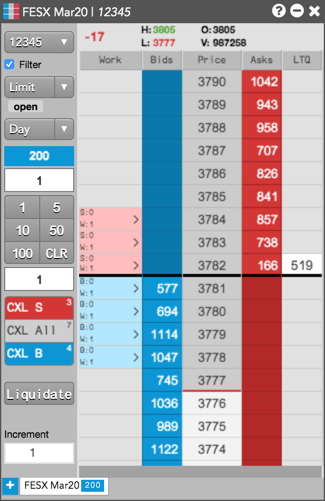 FESX Mar20 | 12345
12345
-17 H: 3805 O: 3805
L: 3777 V: 987258
Filter
Work Bids Price Asks LTQ
Limit
open
Day
200
1
1 5
10 50
100 CLR
1
CXL S 3
CXL All 7
CXL B 4
Liquidate
Increment
1
3790 1042
3789 943
3788 958
3787 707
3786 826
3785 841
S:0 W:1 3784 857
S:0 W:1 3783 738
S:0 W:1 3782 166 519
B:0 W:1 577 3781
B:0 W:1 694 3780
B:0 W:1 1114 3779
B:0 W:1 1047 3778
745 3777
1036 3776
989 3775
1122 3774
+ FESX Mar20 200